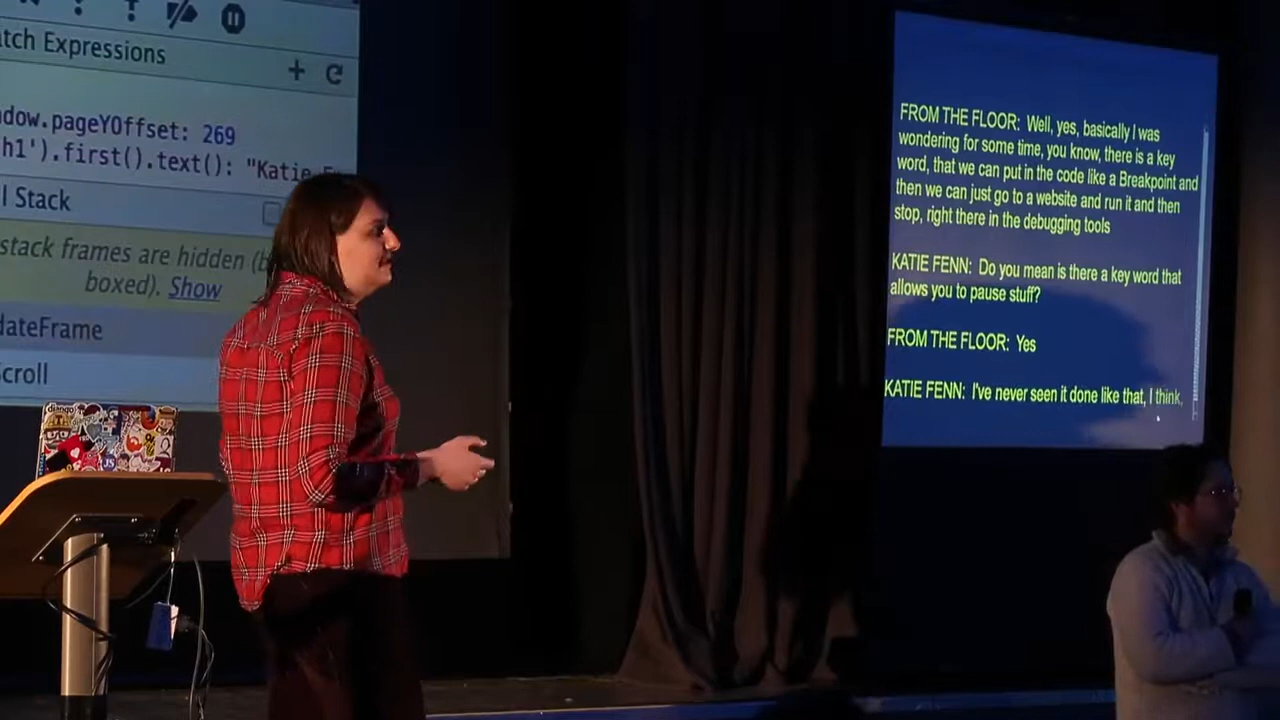 tch Expressions
dow.pageYOffset: 269
h1').first().text(): "Katie
l Stack
stack frames are hidden (b
boxed). Show
dateFrame
Scroll
django
JS
FROM THE FLOOR: Well, yes, basically I was
wondering for some time, you know, there is a key
word, that we can put in the code like a Breakpoint and
then we can just go to a website and run it and then
stop, right there in the debugging tools
KATIE FENN: Do you mean is there a key word that
allows you to pause stuff?
FROM THE FLOOR: Yes
KATIE FENN: I've never seen it done like that, I think,